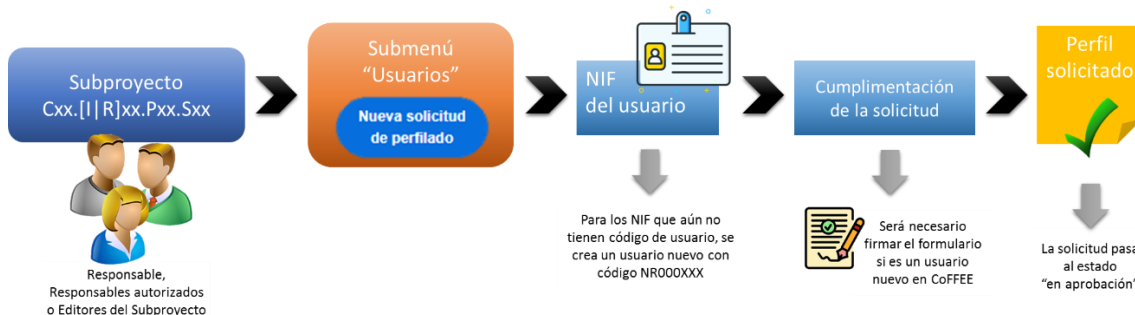 Subproyecto
Cxx.[I|R]xx.Pxx.Sxx
Responsable,
Responsables autorizados
o Editores del Subproyecto
Submenú
“Usuarios”
Nueva solicitud
de perfilado
NIF
del usuario
Para los NIF que aún no
tienen código de usuario, se
crea un usuario nuevo con
código NR000XXX
Cumplimentación
de la solicitud
Será necesario
firmar el formulario
si es un usuario
nuevo en CoFFEE
Perfil
solicitado
La solicitud pasa
al estado
“en aprobación”